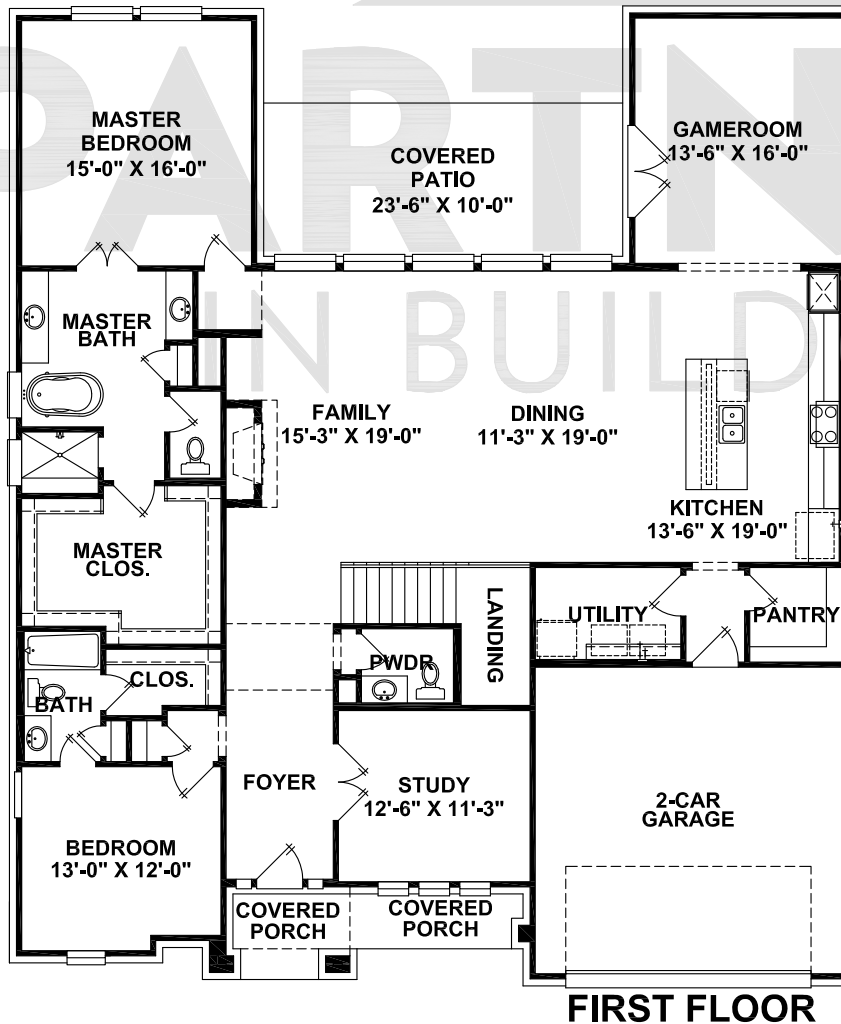 PARTN
IN BUILD
MASTER
BEDROOM
15'-0" X 16'-0"
COVERED
PATIO
23'-6" X 10'-0"
GAMEROOM
13'-6" X 16'-0"
MASTER
BATH
FAMILY
15'-3" X 19'-0"
DINING
11'-3" X 19'-0"
KITCHEN
13'-6" X 19'-0"
MASTER
CLOS.
LANDING
UTILITY
PANTRY
PWDR
CLOS.
BATH
FOYER
STUDY
12'-6" X 11'-3"
2-CAR
GARAGE
BEDROOM
13'-0" X 12'-0"
COVERED
PORCH
COVERED
PORCH
FIRST FLOOR